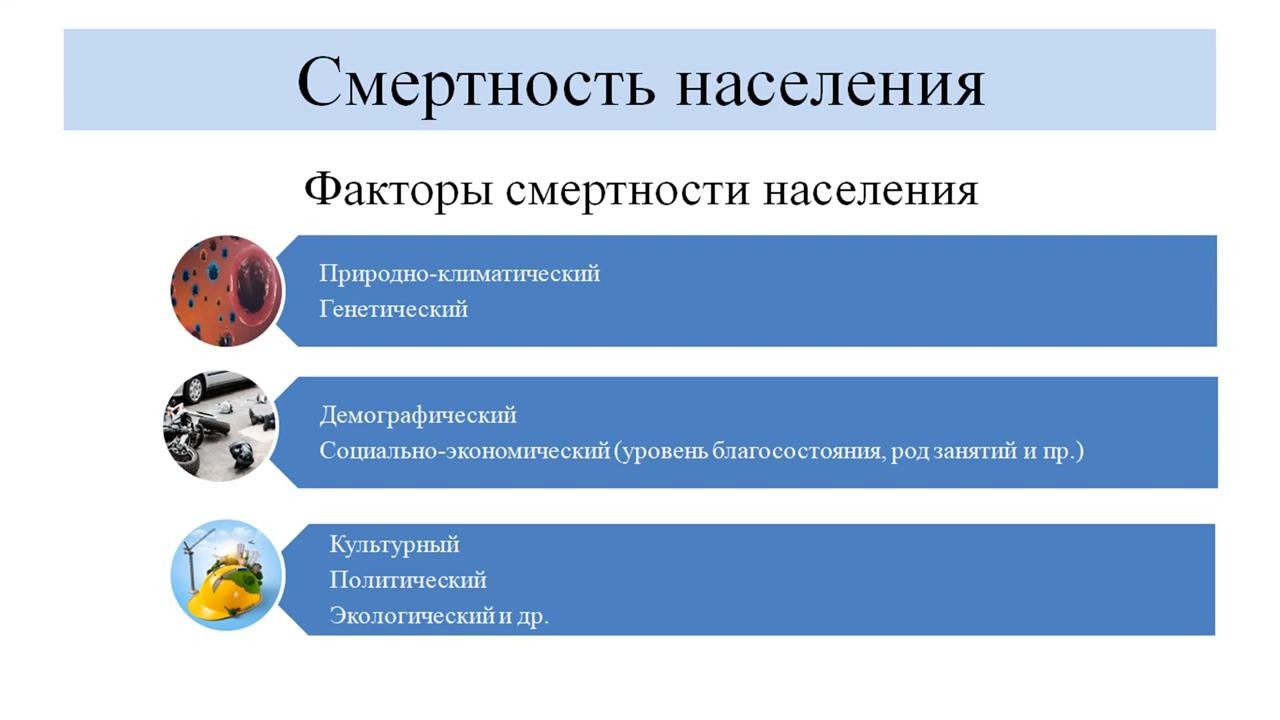 Смертность населения
Факторы смертности населения
Природно-климатический
Генетический
Демографический
Социально-экономический (уровень благосостояния, род занятий и пр.)
Культурный
Политический
Экологический и др.